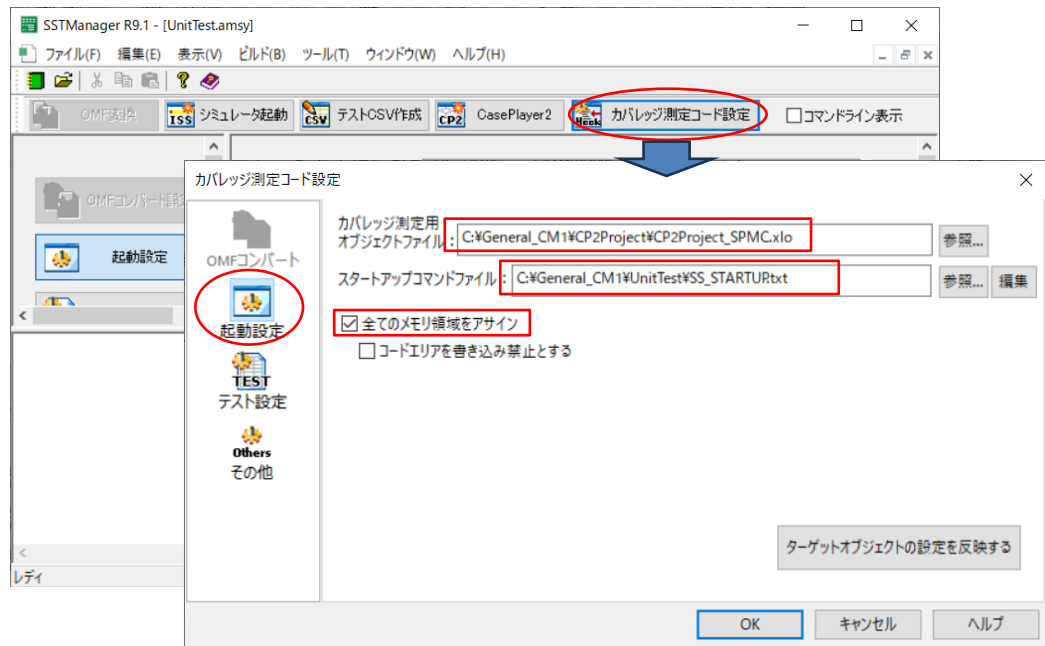 SSTManager R9.1 - [UnitTest.amsy]
ファイル(F) 編集(E) 表示(V) ビルド(B) ツール(T) ウィンドウ(W) ヘルプ(H)
OMF変換 ISS シミュレータ起動 CSV テストCSV作成 CP2 CasePlayer2 Hook カバレッジ測定コード設定 コマンドライン表示
OMFコンバート設
起動設定
レディ
カバレッジ測定コード設定
OMFコンバート
起動設定
TEST
テスト設定
Others
その他
カバレッジ測定用
オブジェクトファイル : C:¥General_CM1¥CP2Project¥CP2Project_SPMC.xlo 参照...
スタートアップコマンドファイル : C:¥General_CM1¥UnitTest¥SS_STARTUP.txt 参照... 編集
全てのメモリ領域をアサイン
コードエリアを書き込み禁止とする
ターゲットオブジェクトの設定を反映する
OK キャンセル ヘルプ